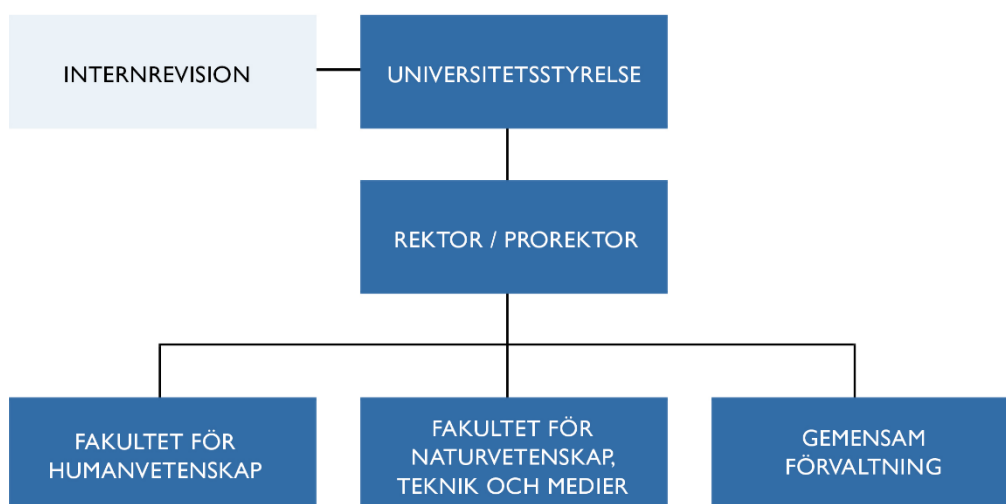 INTERNREVISION
UNIVERSITETSSTYRELSE
REKTOR / PROREKTOR
FAKULTET FÖR
HUMANVETENSKAP
FAKULTET FÖR
NATURVETENSKAP,
TEKNIK OCH MEDIER
GEMENSAM
FÖRVALTNING